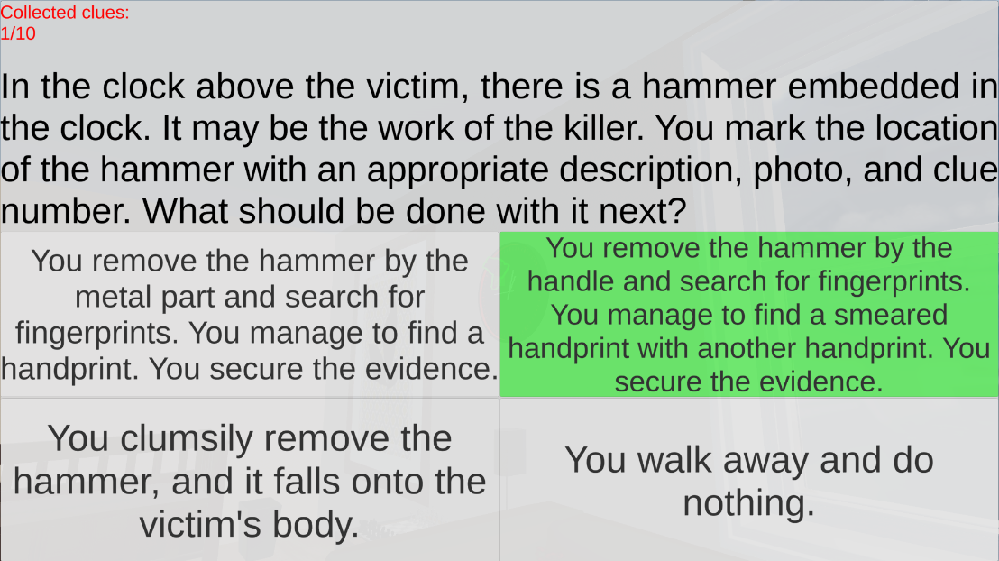 Collected clues:
1/10
In the clock above the victim, there is a hammer embedded in
the clock. It may be the work of the killer. You mark the location
of the hammer with an appropriate description, photo, and clue
number. What should be done with it next?
You remove the hammer by the
metal part and search for
fingerprints. You manage to find a
handprint. You secure the evidence.
You remove the hammer by the
handle and search for fingerprints.
You manage to find a smeared
handprint with another handprint. You
secure the evidence.
You clumsily remove the
hammer, and it falls onto the
victim's body.
You walk away and do
nothing.